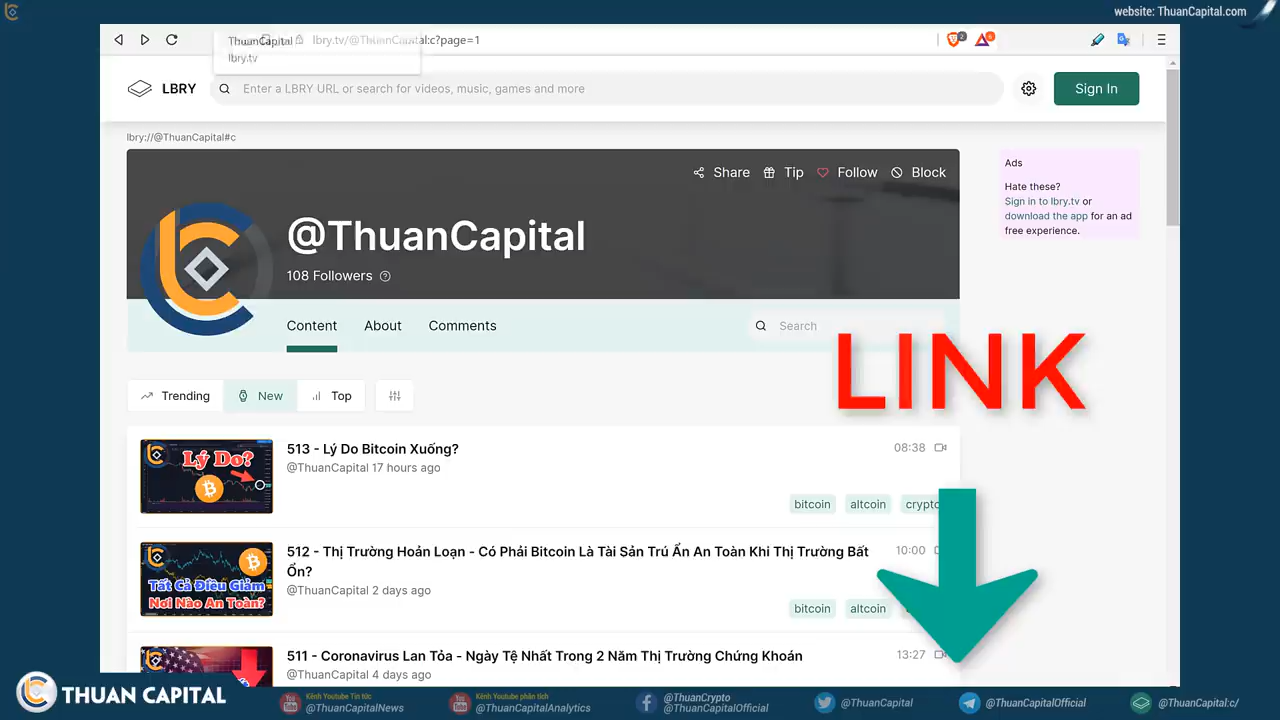 website: ThuanCapital.com
ThuanCapital
lbry.tv/@ThuanCapital:c?page=1
lbry.tv
2
4
LBRY
Enter a LBRY URL or search for videos, music, games and more
Sign In
lbry://@ThuanCapital#c
Share
Tip
Follow
Block
Ads
Hate these?
Sign in to lbry.tv or
download the app for an ad
free experience.
@ThuanCapital
108 Followers
Content
About
Comments
Search
LINK
Trending
New
Top
Lý Do?
513 - Lý Do Bitcoin Xuống?
08:38
@ThuanCapital 17 hours ago
bitcoin
altcoin
crypto
Tất Cả Điều Giảm
Nơi Nào An Toàn?
512 - Thị Trường Hoản Loạn - Có Phải Bitcoin Là Tài Sản Trú Ẩn An Toàn Khi Thị Trường Bất
Ổn?
10:00
@ThuanCapital 2 days ago
bitcoin
altcoin
511 - Coronavirus Lan Tỏa - Ngày Tệ Nhất Trong 2 Năm Thị Trường Chứng Khoán
13:27
@ThuanCapital 4 days ago
THUAN CAPITAL
Kênh Youtube Tin tức
@ThuanCapitalNews
Kênh Youtube phân tích
@ThuanCapitalAnalytics
@ThuanCrypto
@ThuanCapitalOfficial
@ThuanCapital
@ThuanCapitalOfficial
@ThuanCapital:c/